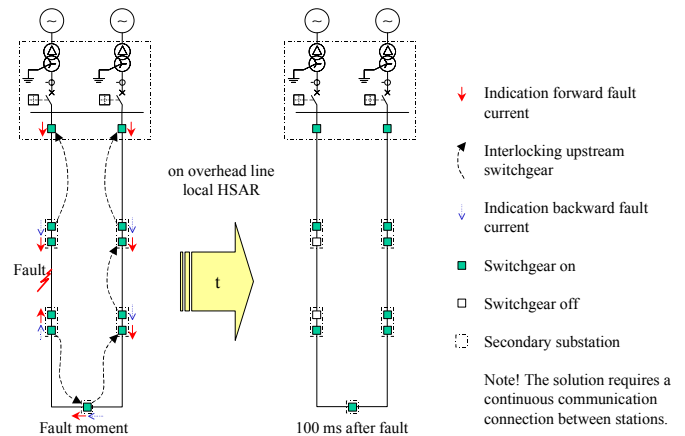 ~ ~ ~ ~
on overhead line
local HSAR
t
Fault
Fault moment
100 ms after fault
Indication forward fault
current
Interlocking upstream
switchgear
Indication backward fault
current
Switchgear on
Switchgear off
Secondary substation
Note! The solution requires a
continuous communication
connection between stations.